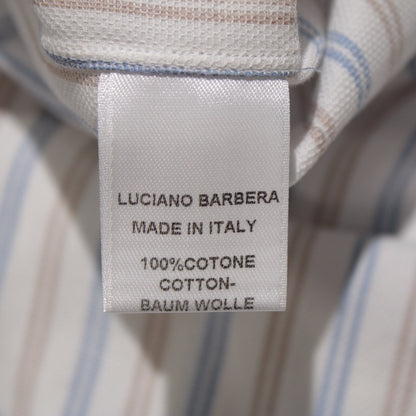 LUCIANO BARBERA
MADE IN ITALY
100%COTONE
COTTON-
BAUM WOLLE